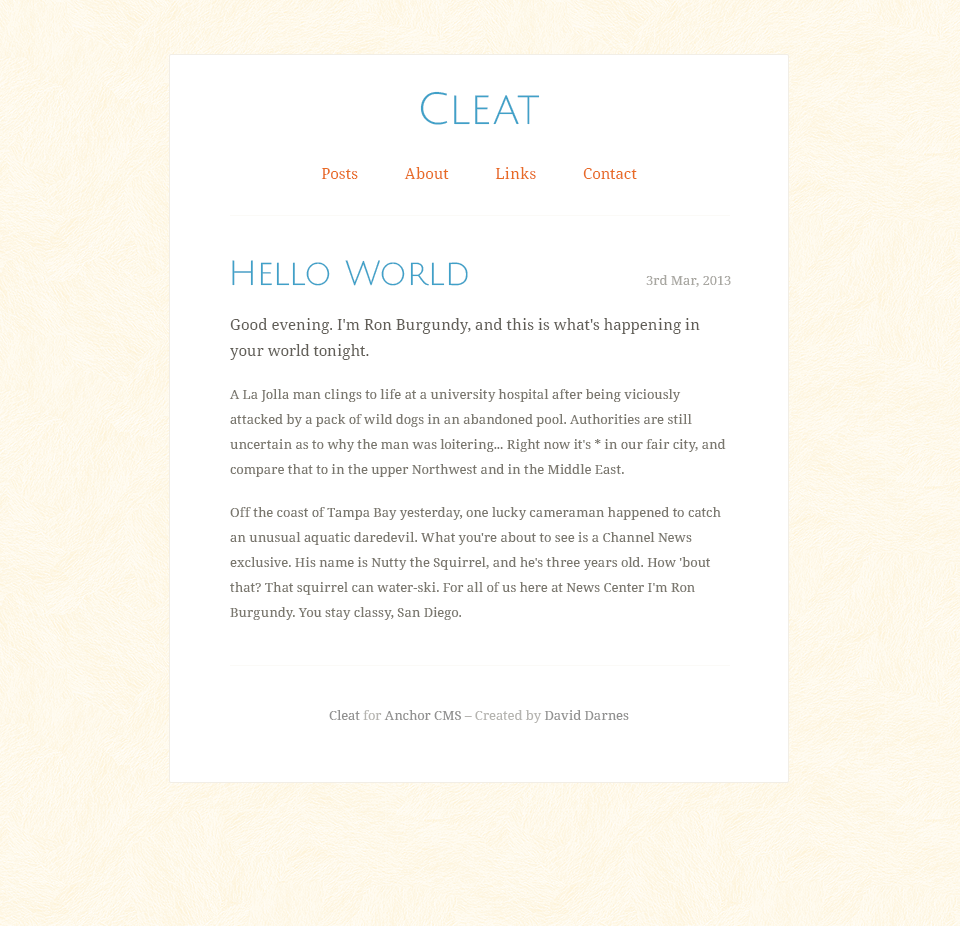 Cleat
Posts About Links Contact
Hello World
3rd Mar, 2013
Good evening. I'm Ron Burgundy, and this is what's happening in
your world tonight.
A La Jolla man clings to life at a university hospital after being viciously
attacked by a pack of wild dogs in an abandoned pool. Authorities are still
uncertain as to why the man was loitering... Right now it's * in our fair city, and
compare that to in the upper Northwest and in the Middle East.
Off the coast of Tampa Bay yesterday, one lucky cameraman happened to catch
an unusual aquatic daredevil. What you're about to see is a Channel News
exclusive. His name is Nutty the Squirrel, and he's three years old. How 'bout
that? That squirrel can water-ski. For all of us here at News Center I'm Ron
Burgundy. You stay classy, San Diego.
Cleat for Anchor CMS – Created by David Darnes